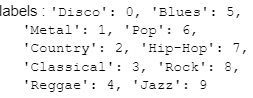 labels : 'Disco': 0, 'Blues': 5,
'Metal': 1, 'Pop': 6,
'Country': 2, 'Hip-Hop': 7,
'Classical': 3, 'Rock': 8,
'Reggae': 4, 'Jazz': 9